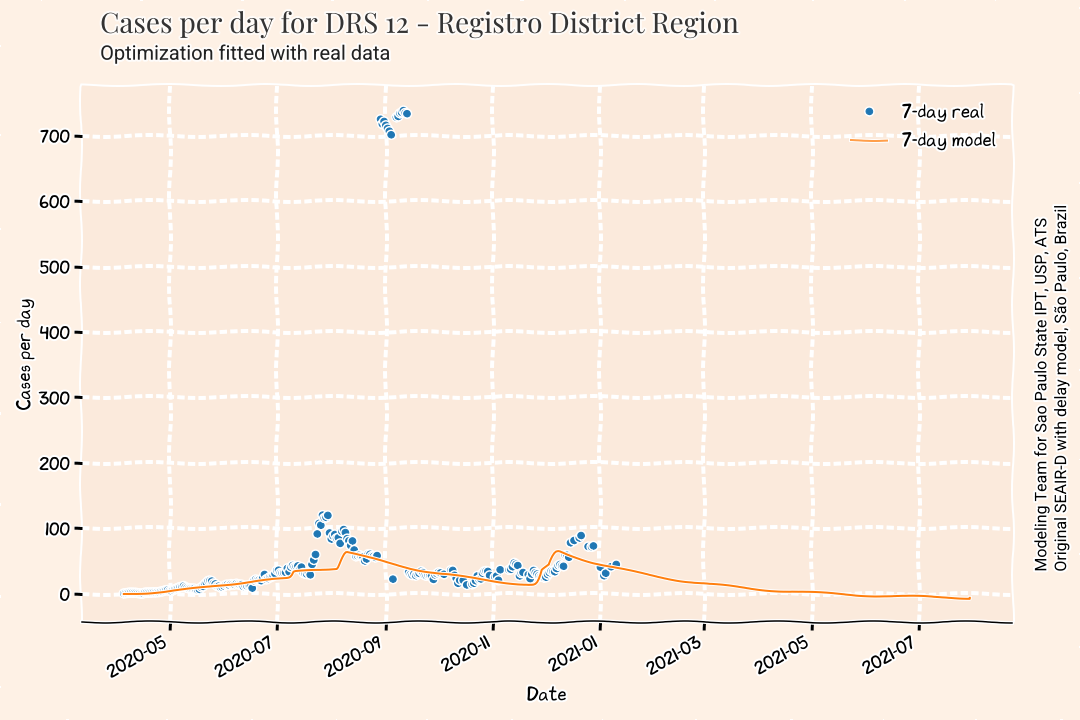 Cases per day for DRS 12 - Registro District Region
Optimization fitted with real data
7-day real
7-day model
700
600
500
400
300
200
100
0
Cases per day
2020-05
2020-07
2020-09
2020-11
2021-01
2021-03
2021-05
2021-07
Date
Modeling Team for Sao Paulo State IPT, USP, ATS
Original SEAIR-D with delay model, São Paulo, Brazil